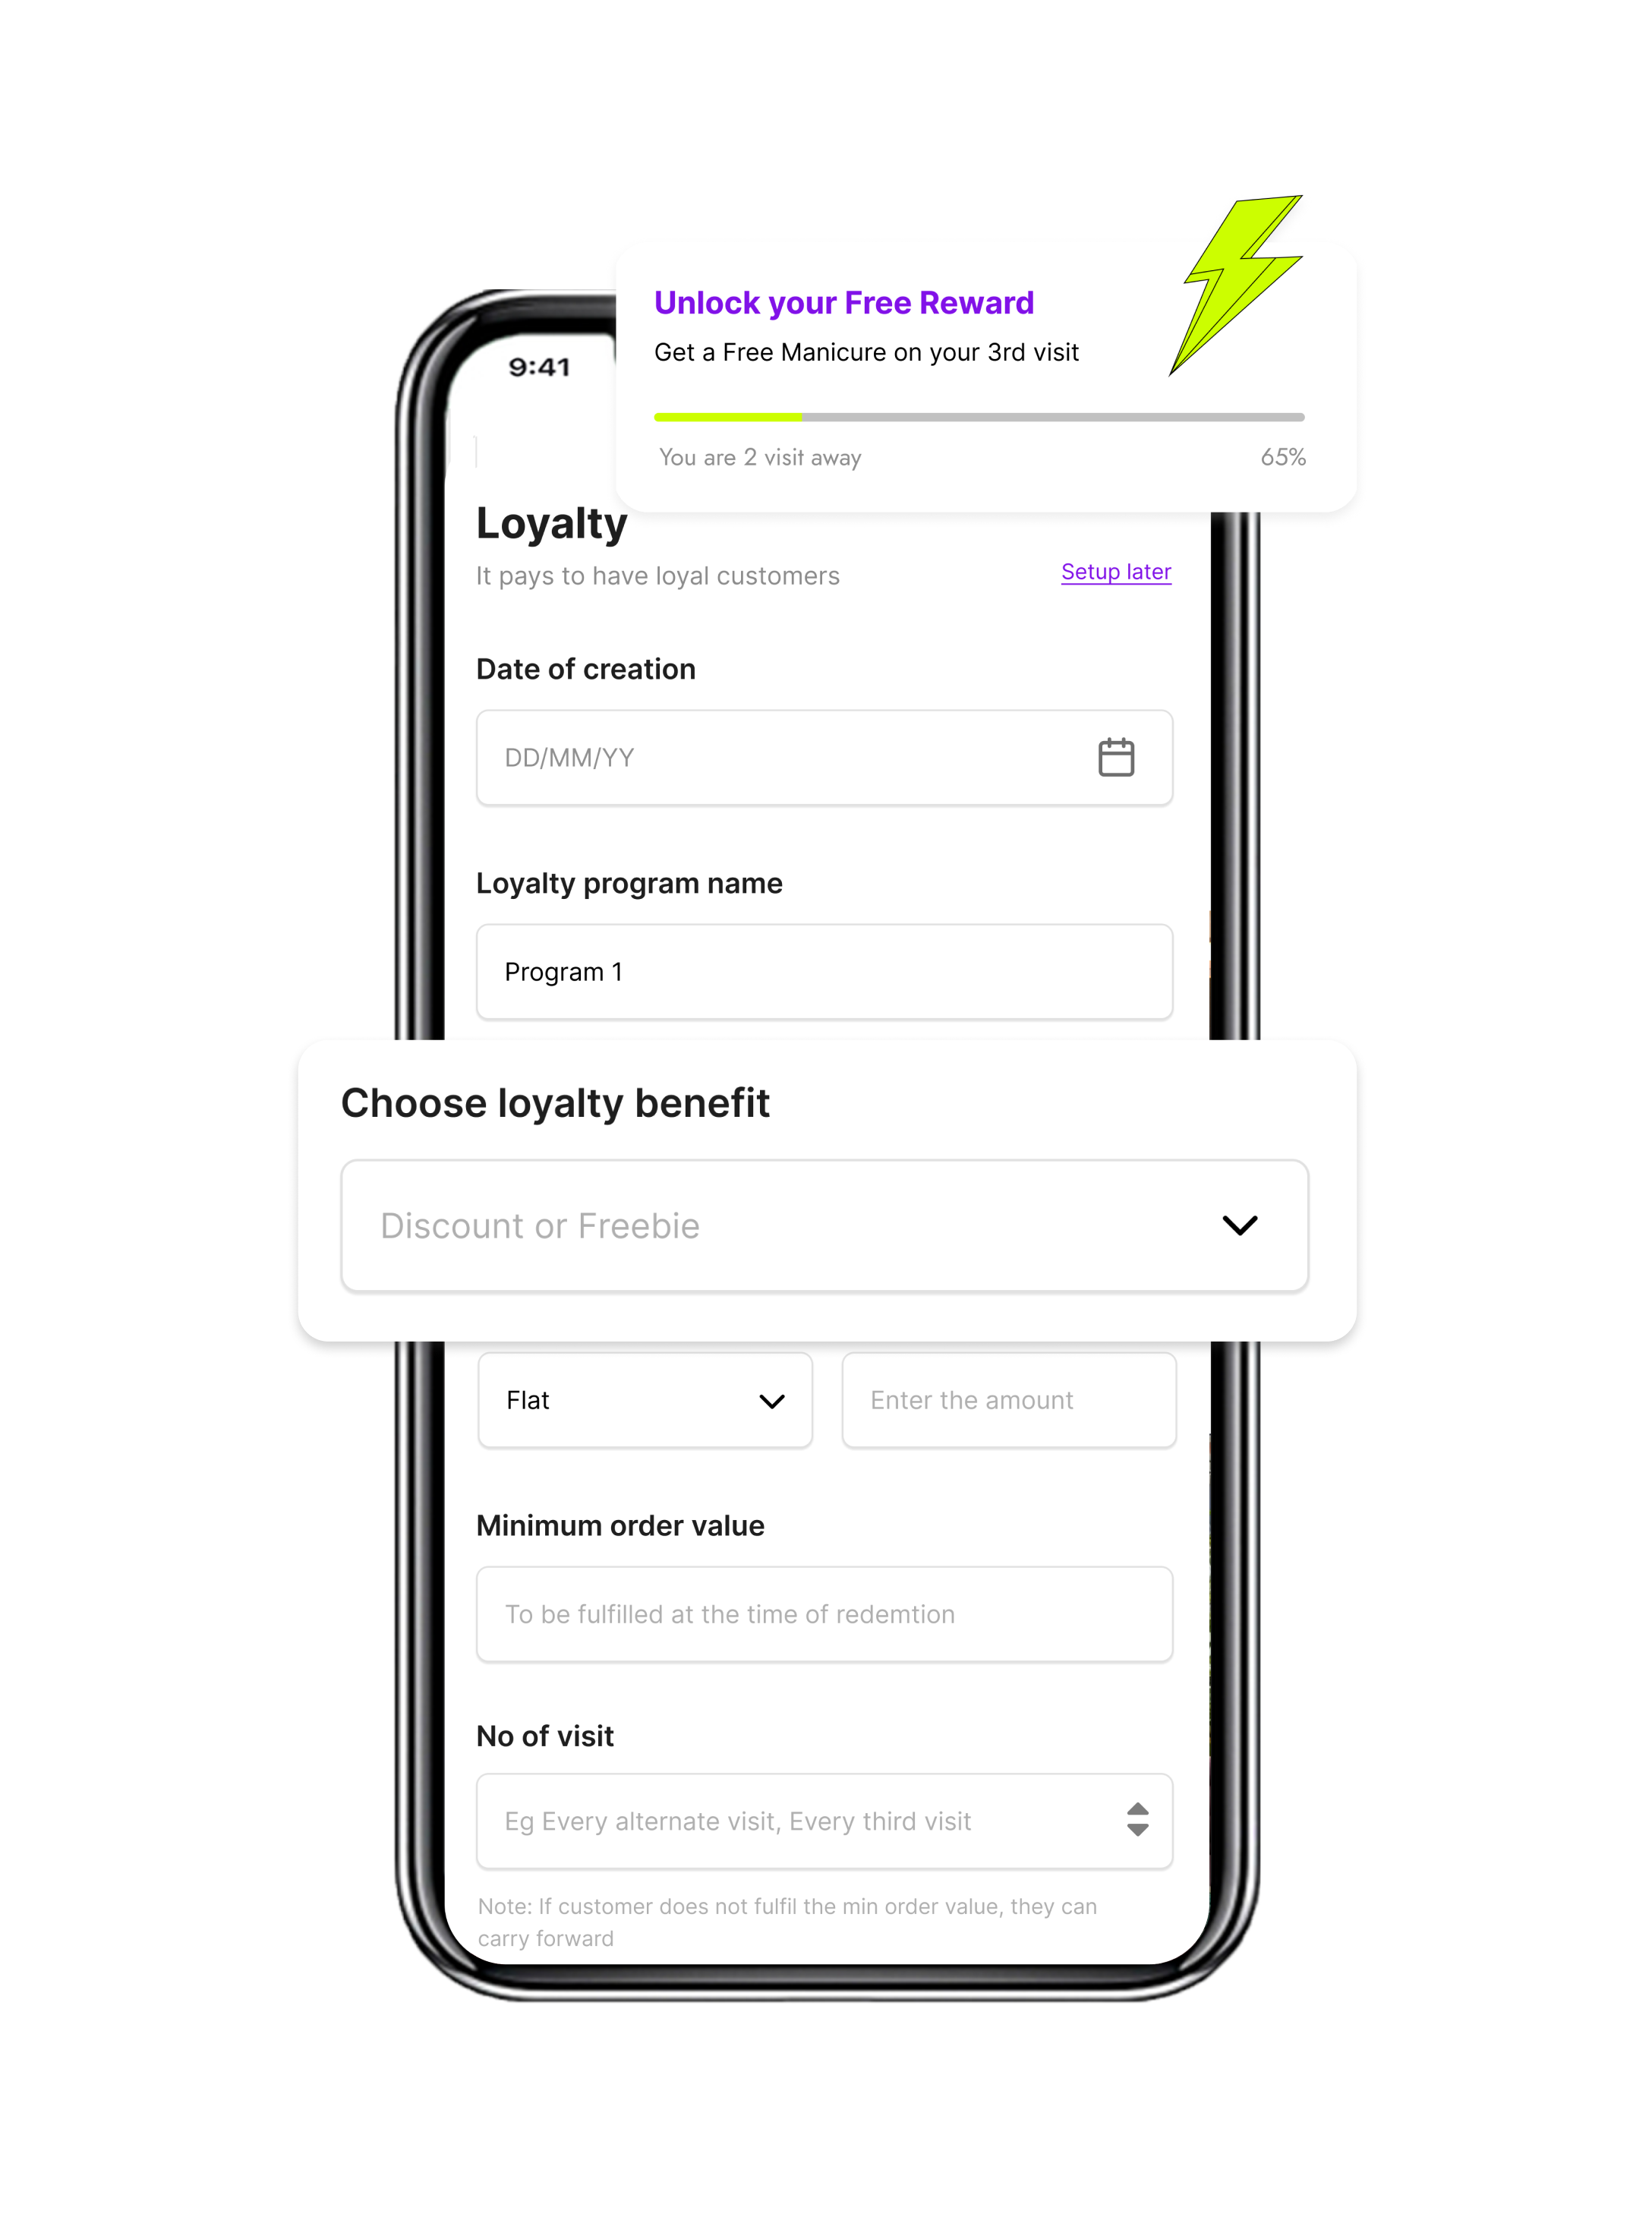 Unlock your Free Reward
Get a Free Manicure on your 3rd visit
9:41
You are 2 visit away 65%
Loyalty
It pays to have loyal customers
Setup later
Date of creation
DD/MM/YY
Loyalty program name
Program 1
Choose loyalty benefit
Discount or Freebie
Flat
Enter the amount
Minimum order value
To be fulfilled at the time of redemtion
No of visit
Eg Every alternate visit, Every third visit
Note: If customer does not fulfil the min order value, they can
carry forward